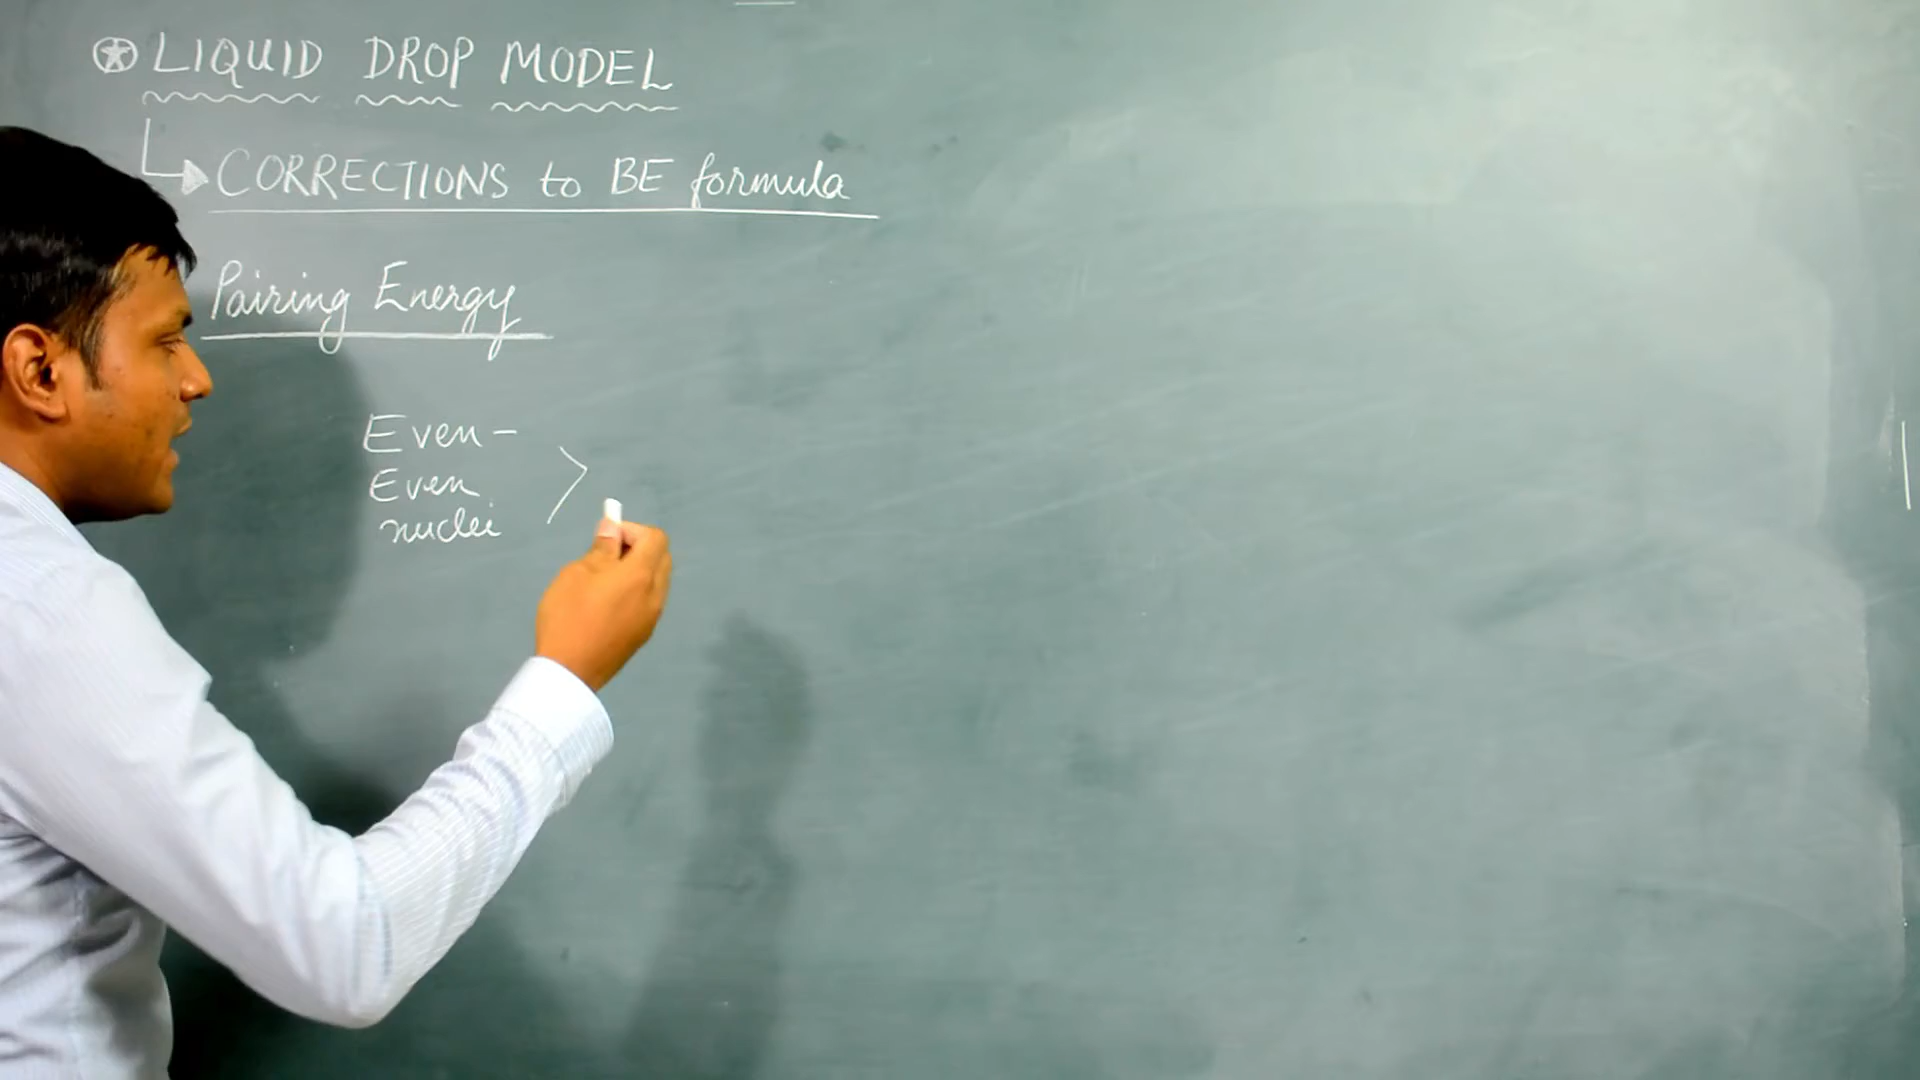 ⍟ LIQUID DROP MODEL
↳ CORRECTIONS to BE formula
Pairing Energy
Even -
Even >
nuclei